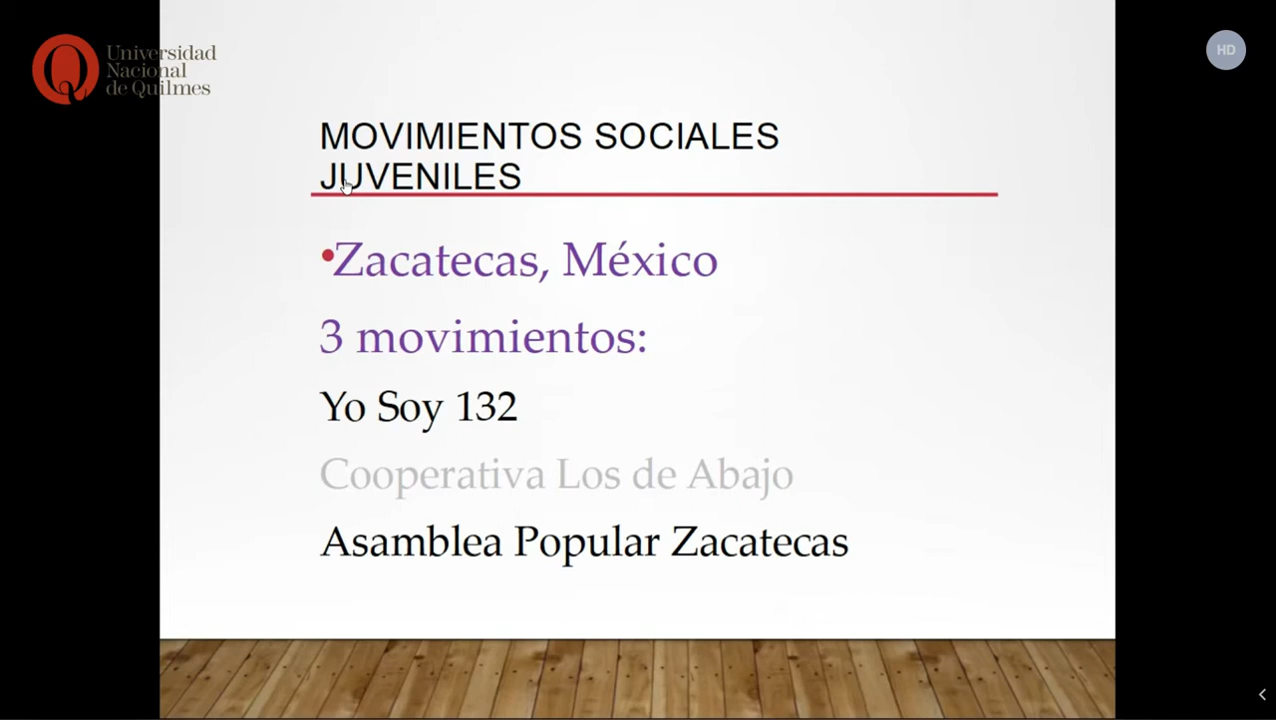 Universidad
Nacional
de Quilmes
HD
MOVIMIENTOS SOCIALES
JUVENILES
•Zacatecas, México
3 movimientos:
Yo Soy 132
Cooperativa Los de Abajo
Asamblea Popular Zacatecas